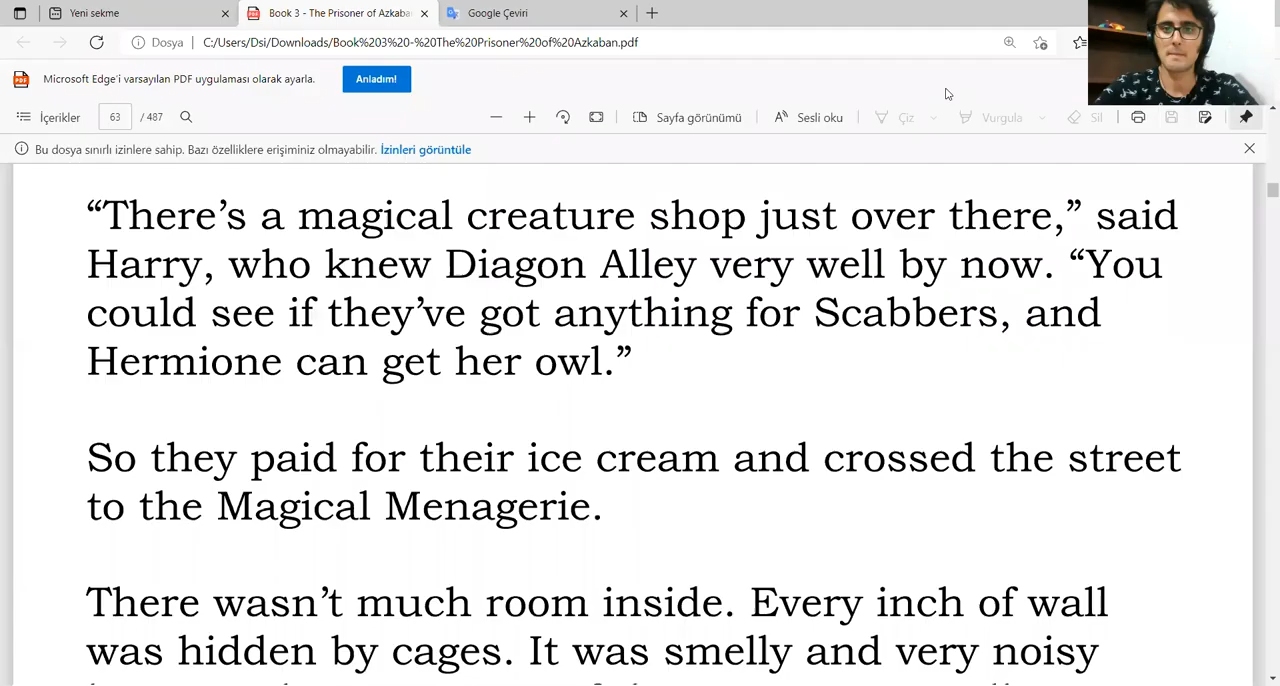 Yeni sekme
Book 3 - The Prisoner of Azkaba
Google Çeviri
Dosya
C:/Users/Dsi/Downloads/Book%203%20-%20The%20Prisoner%20of%20Azkaban.pdf
Microsoft Edge'i varsayılan PDF uygulaması olarak ayarla.
Anladım!
İçerikler
63
/ 487
Sayfa görünümü
Sesli oku
Çiz
Vurgula
Sil
Bu dosya sınırlı izinlere sahip. Bazı özelliklere erişiminiz olmayabilir. İzinleri görüntüle
“There’s a magical creature shop just over there,” said
Harry, who knew Diagon Alley very well by now. “You
could see if they’ve got anything for Scabbers, and
Hermione can get her owl.”
So they paid for their ice cream and crossed the street
to the Magical Menagerie.
There wasn’t much room inside. Every inch of wall
was hidden by cages. It was smelly and very noisy